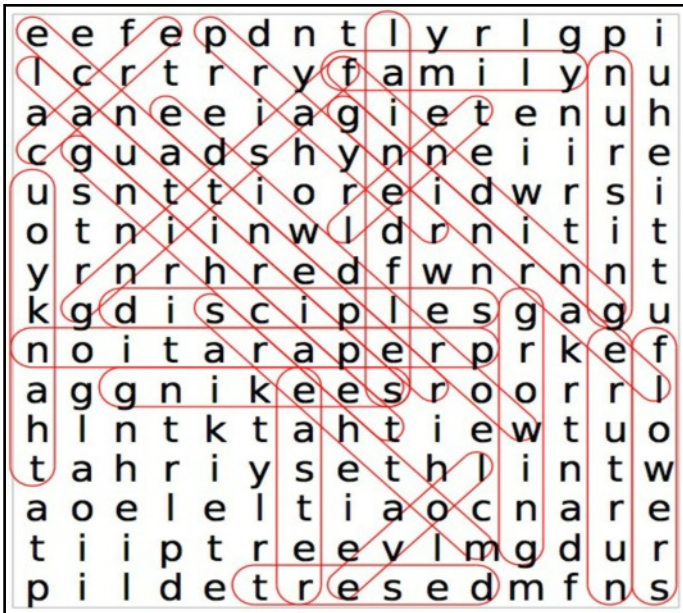 e e f e p d n t l y r l g p i
l c r t r r y f a m i l y n u
a a n e e i a g i e t e n u h
c g u a d s h y n n e i i r e
u s n t t i o r e i d w r s i
o t n i i n w l d r n i t i t
y r n r h r e d f w n r n n t
k g d i s c i p l e s g a g u
n o i t a r a p e r p r k e f
a g g n i k e e s r o o r r l
h l n t k t a h t i e w t u o
t a h r i y s e t h l i n t w
a o e l e l t i a o c n a r e
t i i p t r e e v l m g d u r
p i l d e t r e s e d m f n s